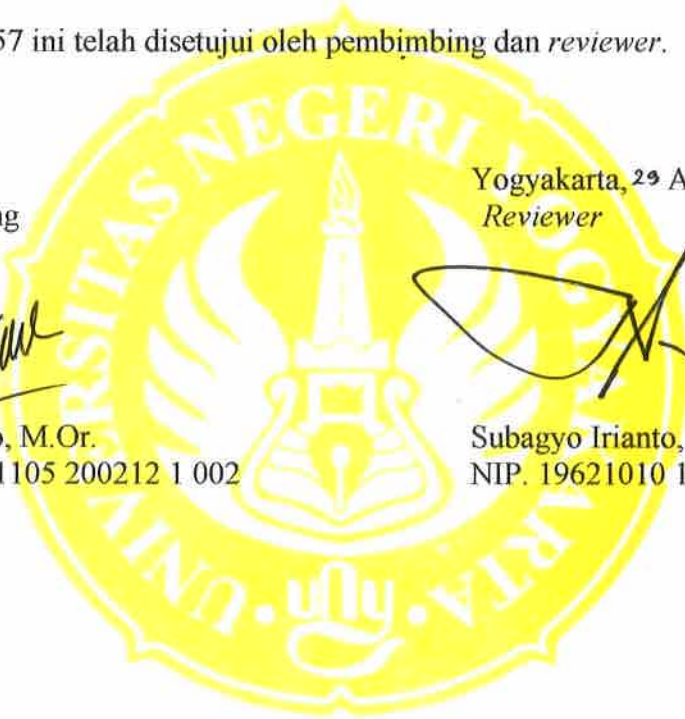 57 ini telah disetujui oleh pembimbing dan reviewer.
Yogyakarta, 29 A
ng
Reviewer
, M.Or.
Subagyo Irianto,
1105 200212 1 002
NIP. 19621010 1
UNIVERSITAS NEGERI YOGYAKARTA
uny